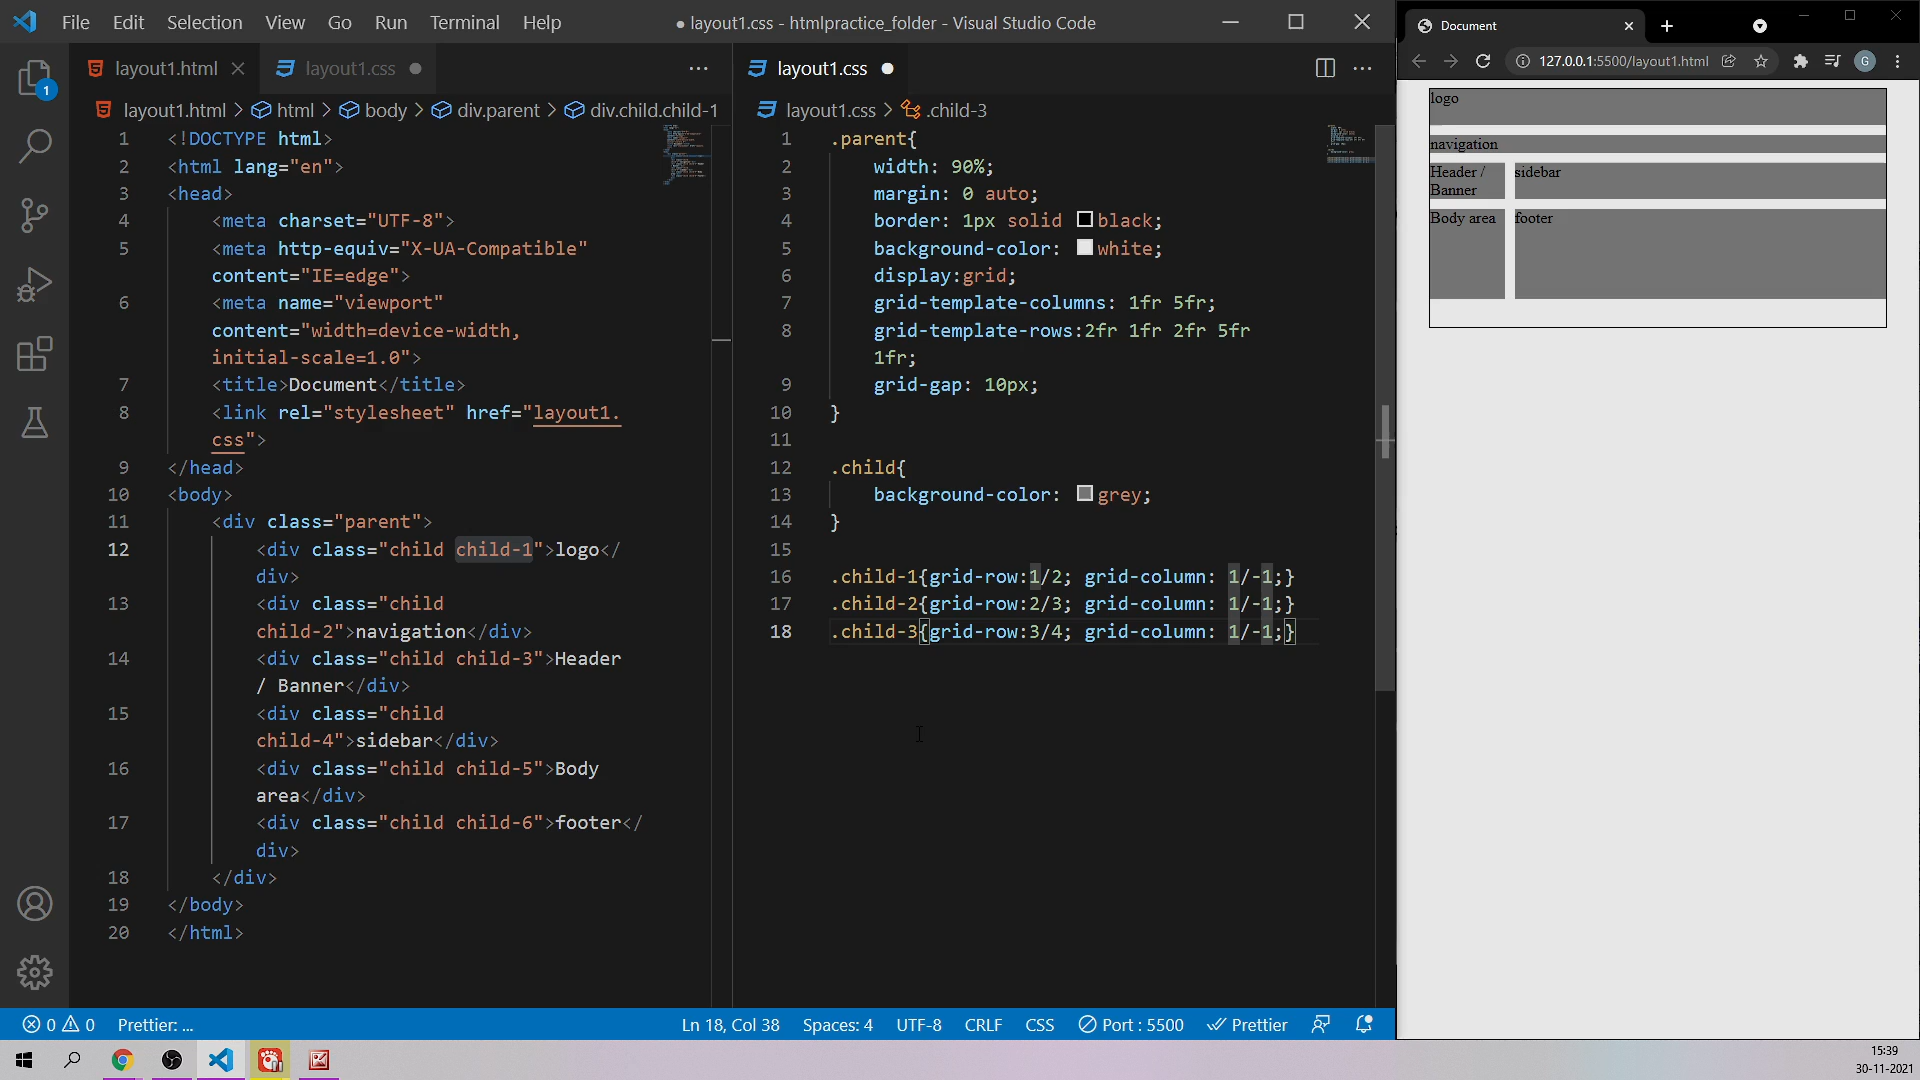 File Edit Selection View Go Run Terminal Help
● layout1.css - htmlpractice_folder - Visual Studio Code
layout1.html
layout1.css
layout1.html > html > body > div.parent > div.child.child-1
1 <!DOCTYPE html>
2 <html lang="en">
3 <head>
4 <meta charset="UTF-8">
5 <meta http-equiv="X-UA-Compatible"
content="IE=edge">
6 <meta name="viewport"
content="width=device-width,
initial-scale=1.0">
7 <title>Document</title>
8 <link rel="stylesheet" href="layout1.
css">
9 </head>
10 <body>
11 <div class="parent">
12 <div class="child child-1">logo</
div>
13 <div class="child
child-2">navigation</div>
14 <div class="child child-3">Header
/ Banner</div>
15 <div class="child
child-4">sidebar</div>
16 <div class="child child-5">Body
area</div>
17 <div class="child child-6">footer</
div>
18 </div>
19 </body>
20 </html>
layout1.css
layout1.css > .child-3
1 .parent{
2 width: 90%;
3 margin: 0 auto;
4 border: 1px solid black;
5 background-color: white;
6 display:grid;
7 grid-template-columns: 1fr 5fr;
8 grid-template-rows:2fr 1fr 2fr 5fr
1fr;
9 grid-gap: 10px;
10 }
11
12 .child{
13 background-color: grey;
14 }
15
16 .child-1{grid-row:1/2; grid-column: 1/-1;}
17 .child-2{grid-row:2/3; grid-column: 1/-1;}
18 .child-3{grid-row:3/4; grid-column: 1/-1;}
1
Document
127.0.0.1:5500/layout1.html
G
logo
navigation
Header /
Banner
sidebar
Body area
footer
0 0 Prettier: ...
Ln 18, Col 38 Spaces: 4 UTF-8 CRLF CSS Port : 5500 Prettier
15:39
30-11-2021